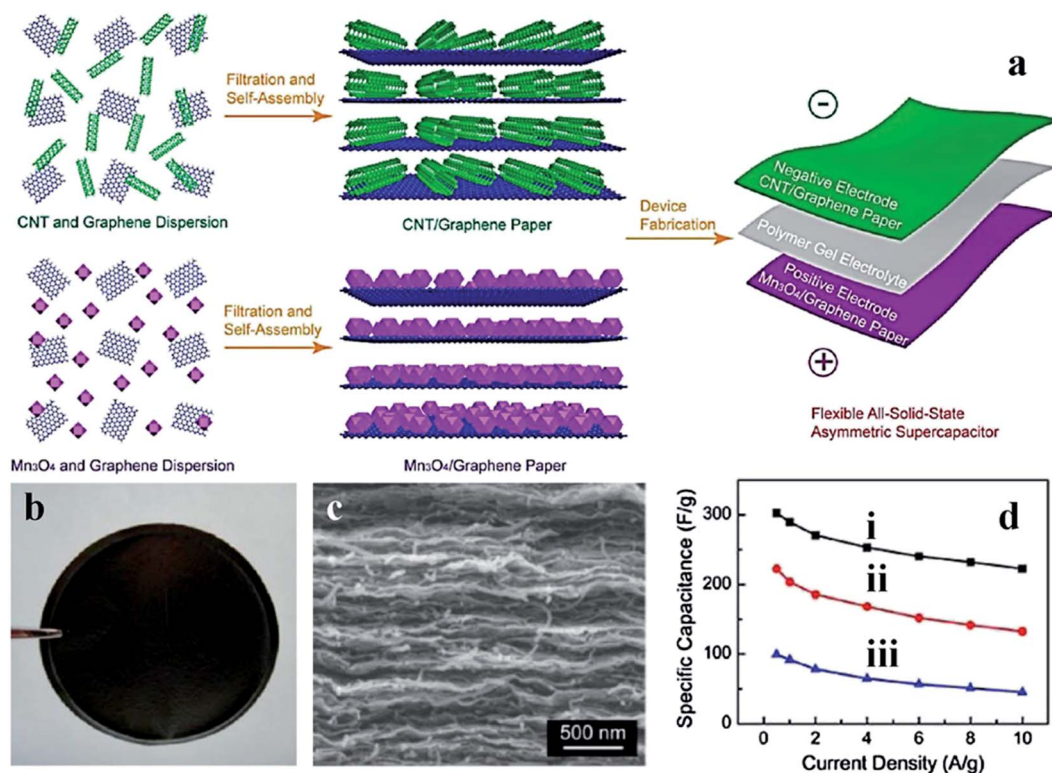 a
Filtration and
Self-Assembly
CNT and Graphene Dispersion
CNT/Graphene Paper
Device
Fabrication
Negative Electrode
CNT/Graphene Paper
Polymer Gel Electrolyte
Positive Electrode
Mn₃O₄/Graphene Paper
Filtration and
Self-Assembly
Mn₃O₄ and Graphene Dispersion
Mn₃O₄/Graphene Paper
Flexible All-Solid-State
Asymmetric Supercapacitor
b
c
500 nm
d
Specific Capacitance (F/g)
300
200
100
0
i
ii
iii
0 2 4 6 8 10
Current Density (A/g)